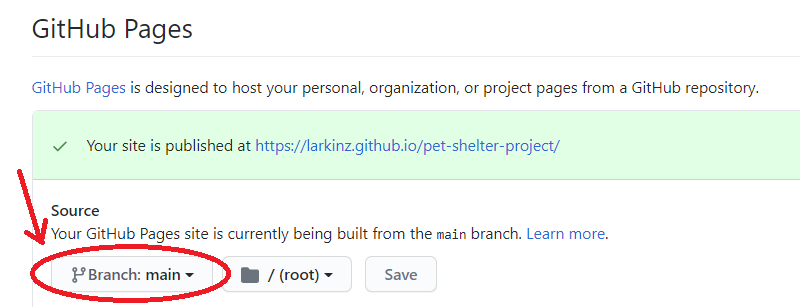 GitHub Pages
GitHub Pages is designed to host your personal, organization, or project pages from a GitHub repository.
Your site is published at https://larkinz.github.io/pet-shelter-project/
Source
Your GitHub Pages site is currently being built from the main branch. Learn more.
Branch: main / (root) Save